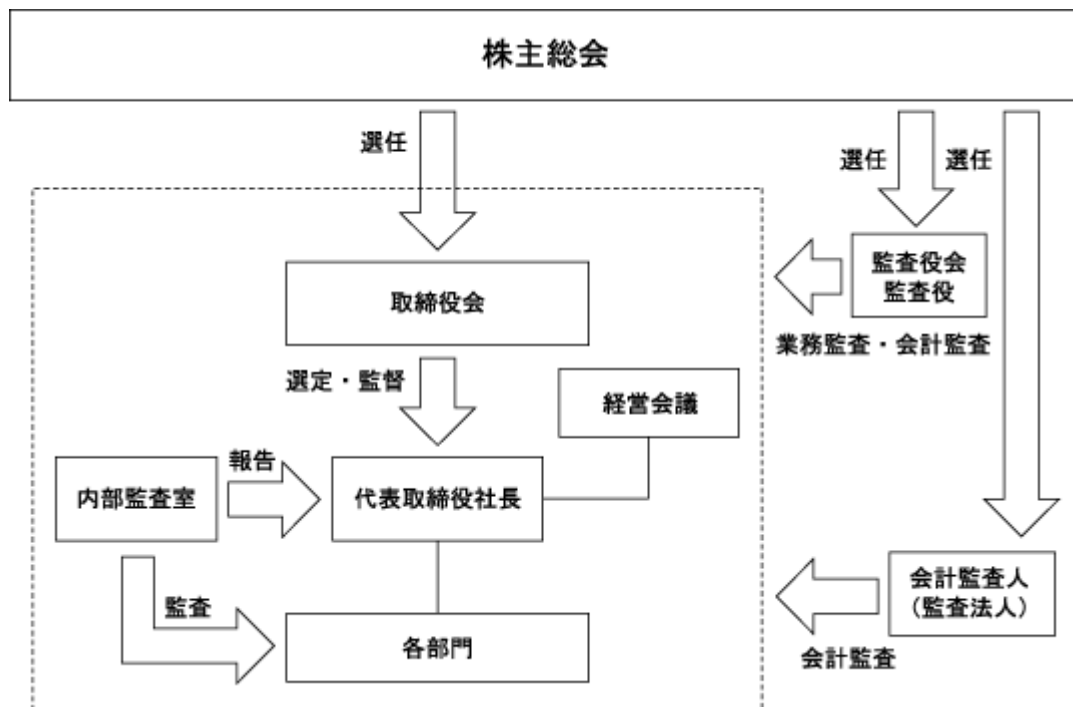 株主総会
選任
選任
選任
監査役会
監査役
取締役会
業務監査・会計監査
選定・監督
経営会議
報告
内部監査室
代表取締役社長
会計監査人
(監査法人)
監査
各部門
会計監査